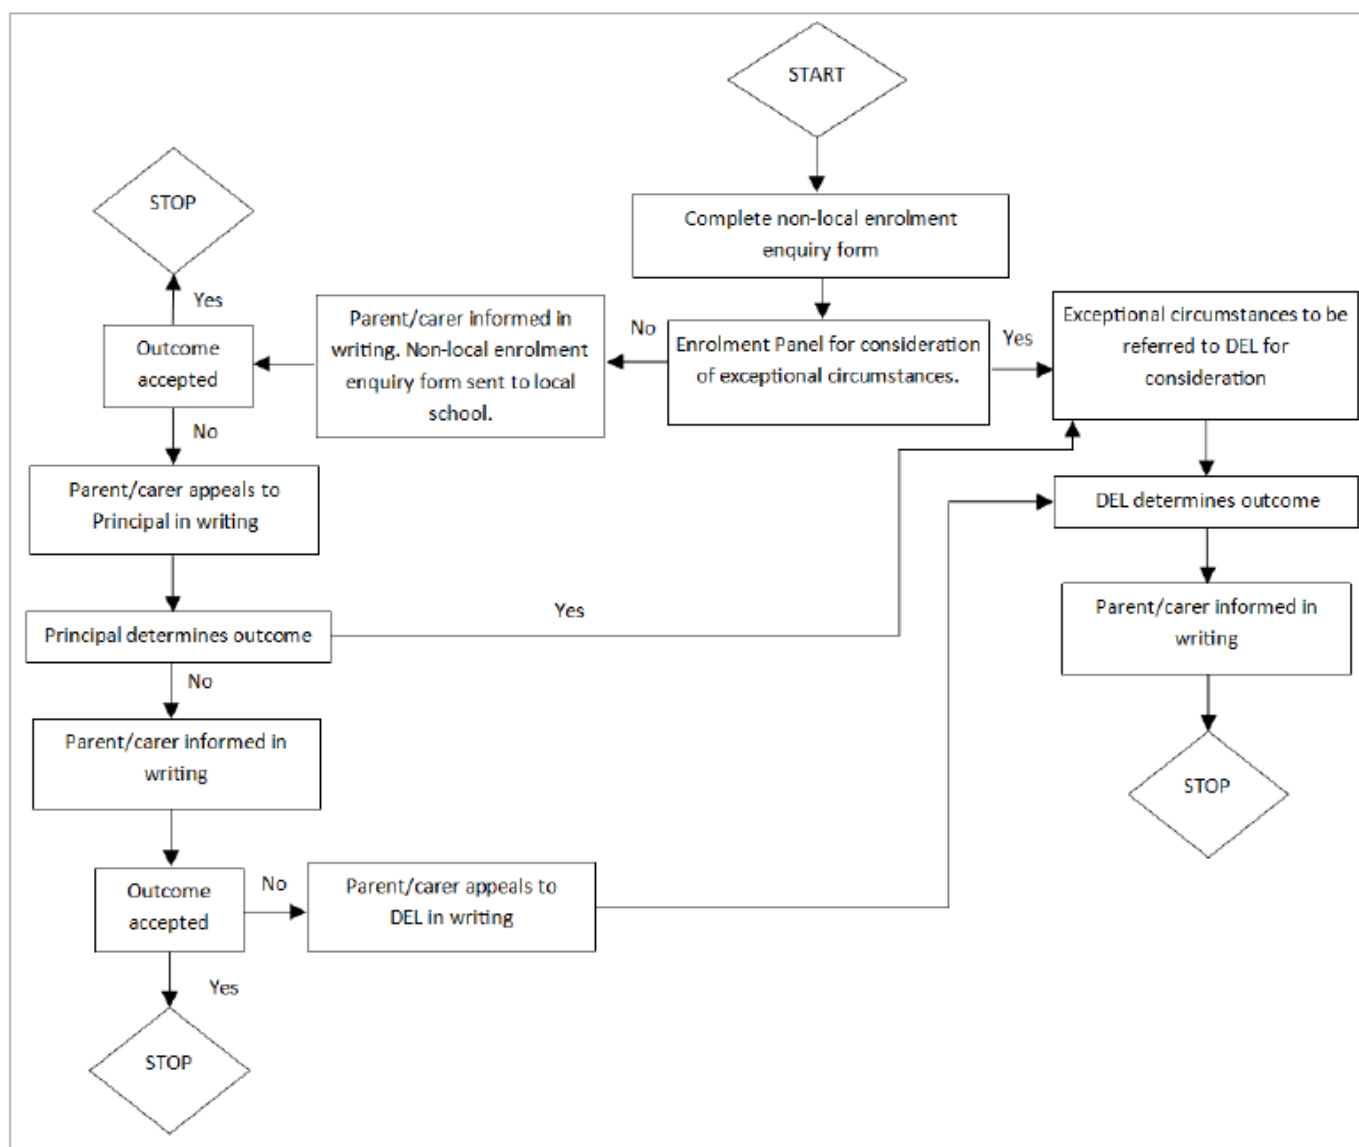 START
STOP
Complete non-local enrolment
enquiry form
Yes
Outcome
accepted
Parent/carer informed in
writing. Non-local enrolment
enquiry form sent to local
school.
No
Enrolment Panel for consideration
of exceptional circumstances.
Yes
Exceptional circumstances to be
referred to DEL for
consideration
No
Parent/carer appeals to
Principal in writing
DEL determines outcome
Principal determines outcome
Yes
Parent/carer informed in
writing
No
Parent/carer informed in
writing
STOP
Outcome
accepted
No
Parent/carer appeals to
DEL in writing
Yes
STOP